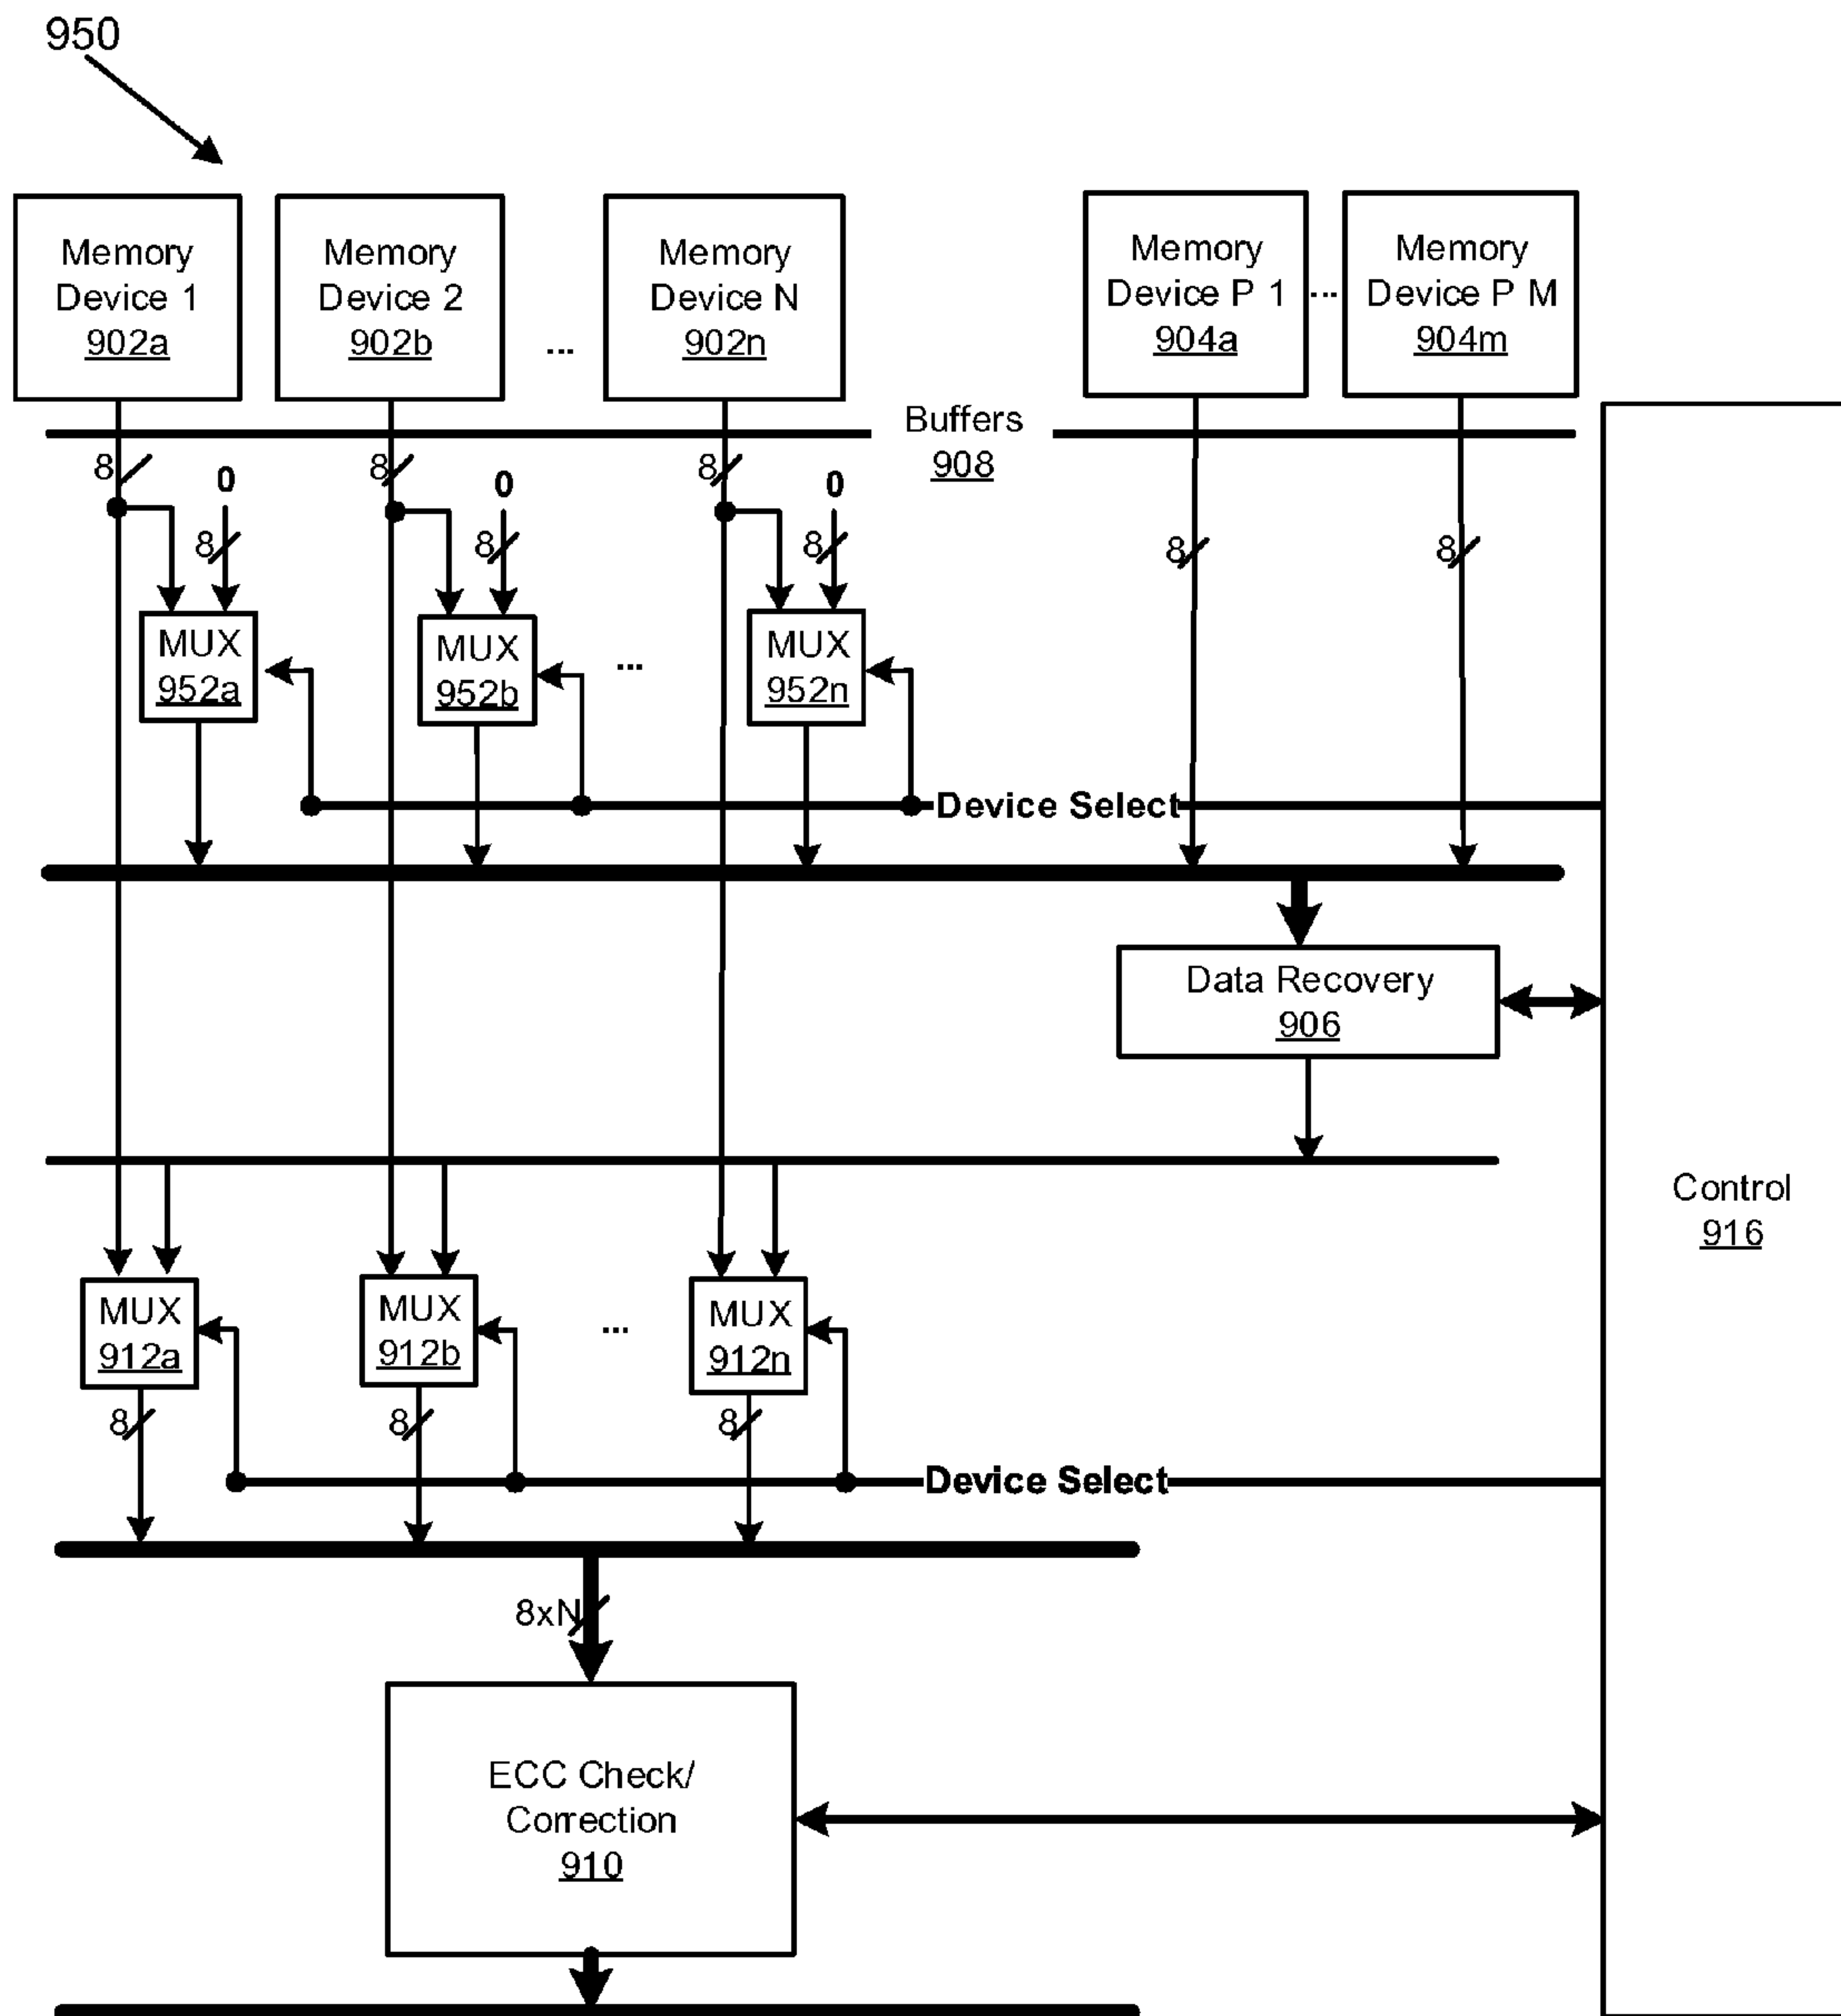 950
Memory
Device 1
902a
Memory
Device 2
902b
...
Memory
Device N
902n
Memory
Device P 1
904a
...
Memory
Device P M
904m
Buffers
908
8
0
8
8
0
8
8
0
8
8
8
MUX
952a
MUX
952b
...
MUX
952n
Device Select
Data Recovery
906
Control
916
MUX
912a
MUX
912b
...
MUX
912n
8
8
8
Device Select
8xN
ECC Check/
Correction
910